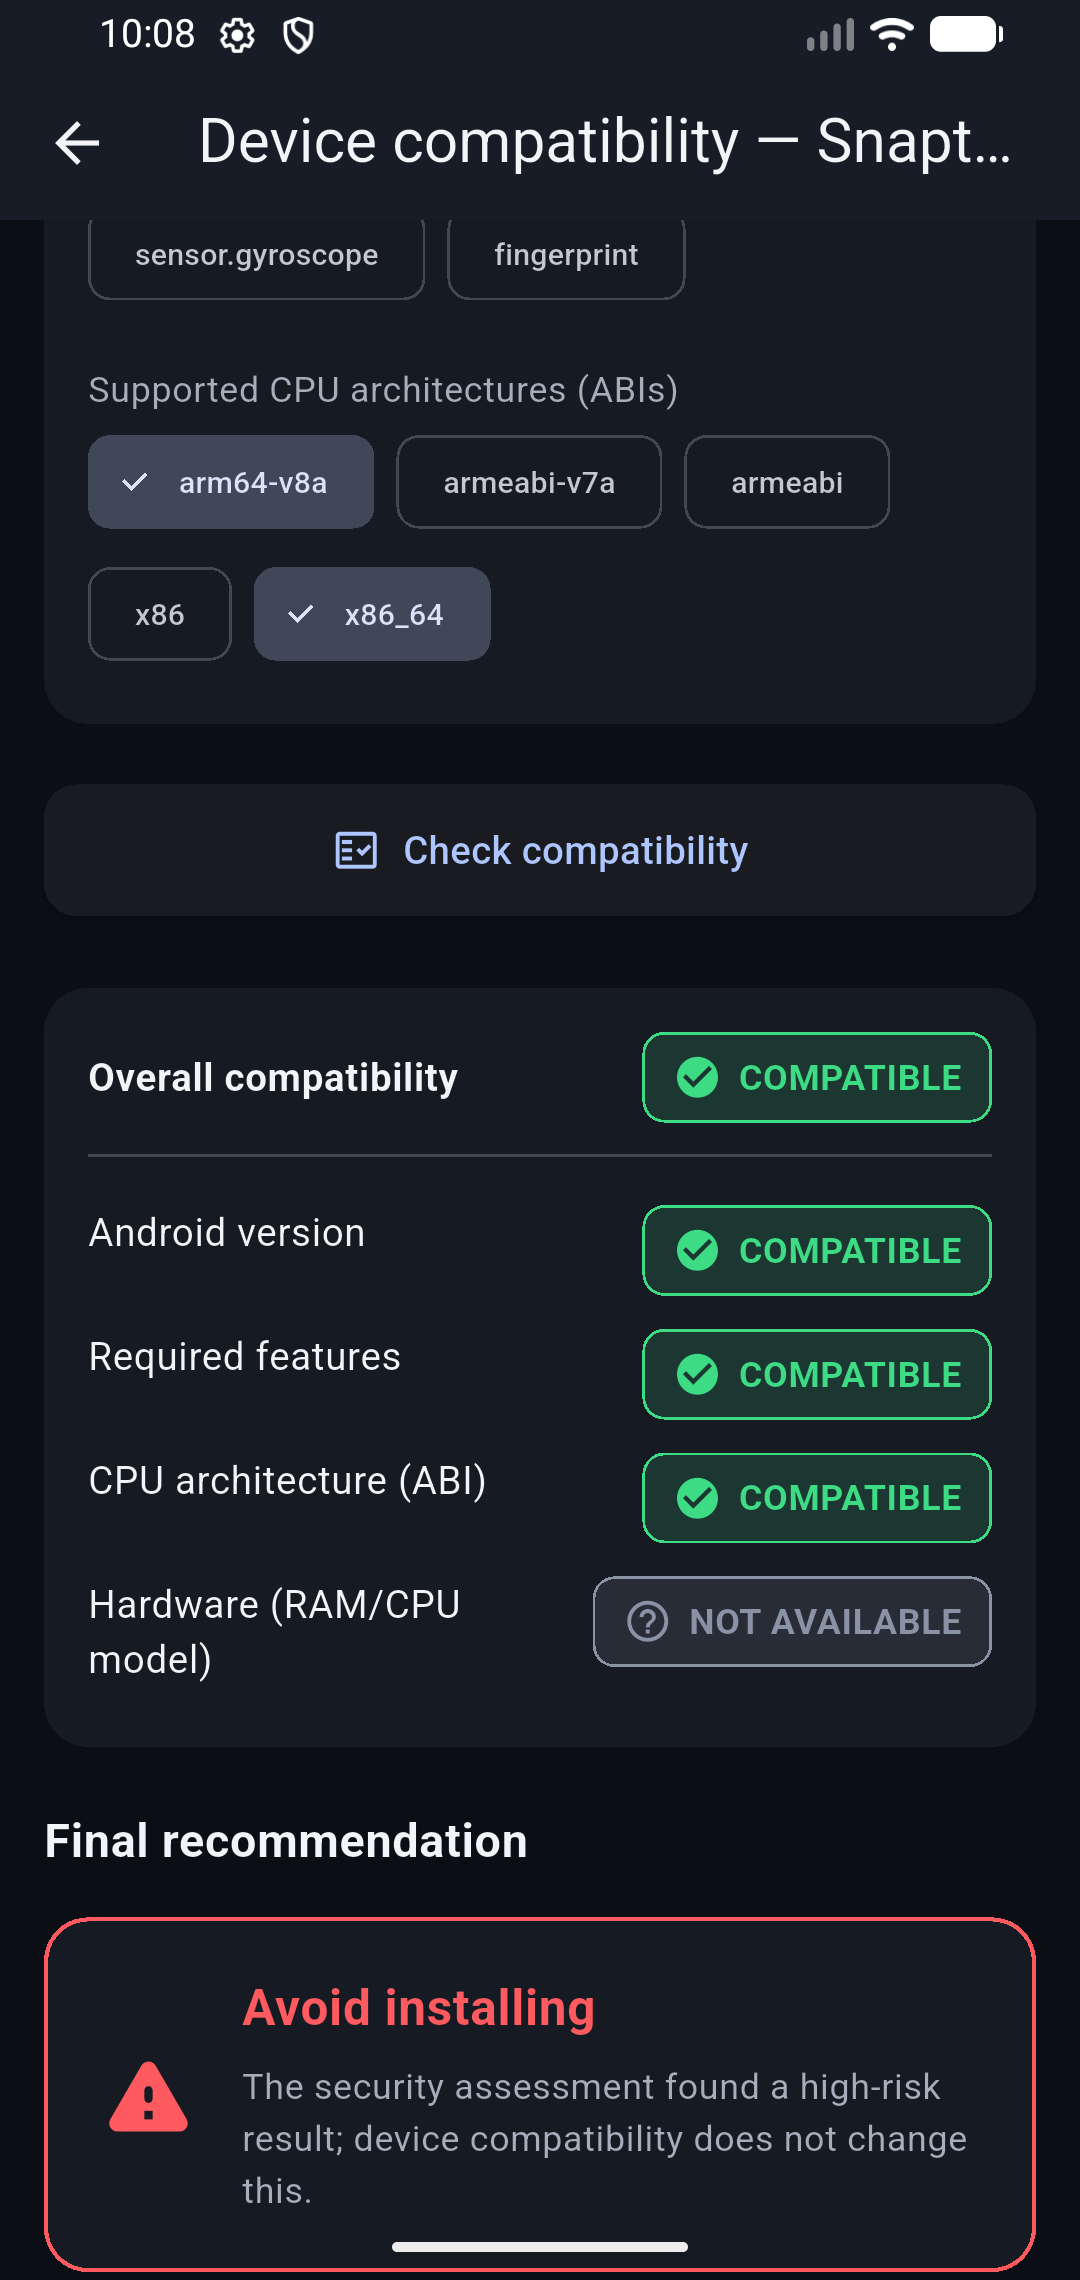 10:08
Device compatibility — Snapt...
sensor.gyroscope fingerprint
Supported CPU architectures (ABIs)
arm64-v8a armeabi-v7a armeabi
x86 x86_64
Check compatibility
Overall compatibility COMPATIBLE
Android version COMPATIBLE
Required features COMPATIBLE
CPU architecture (ABI) COMPATIBLE
Hardware (RAM/CPU NOT AVAILABLE
model)
Final recommendation
Avoid installing
The security assessment found a high-risk
result; device compatibility does not change
this.